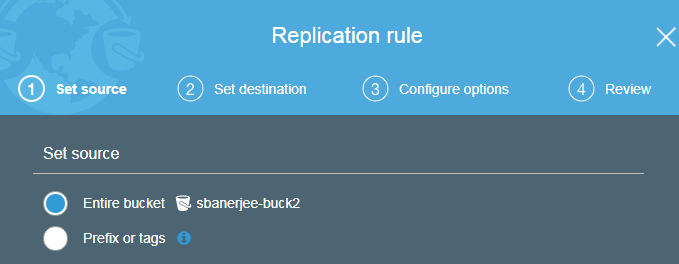 Replication rule
1 Set source 2 Set destination 3 Configure options 4 Review
Set source
Entire bucket sbanerjee-buck2
Prefix or tags